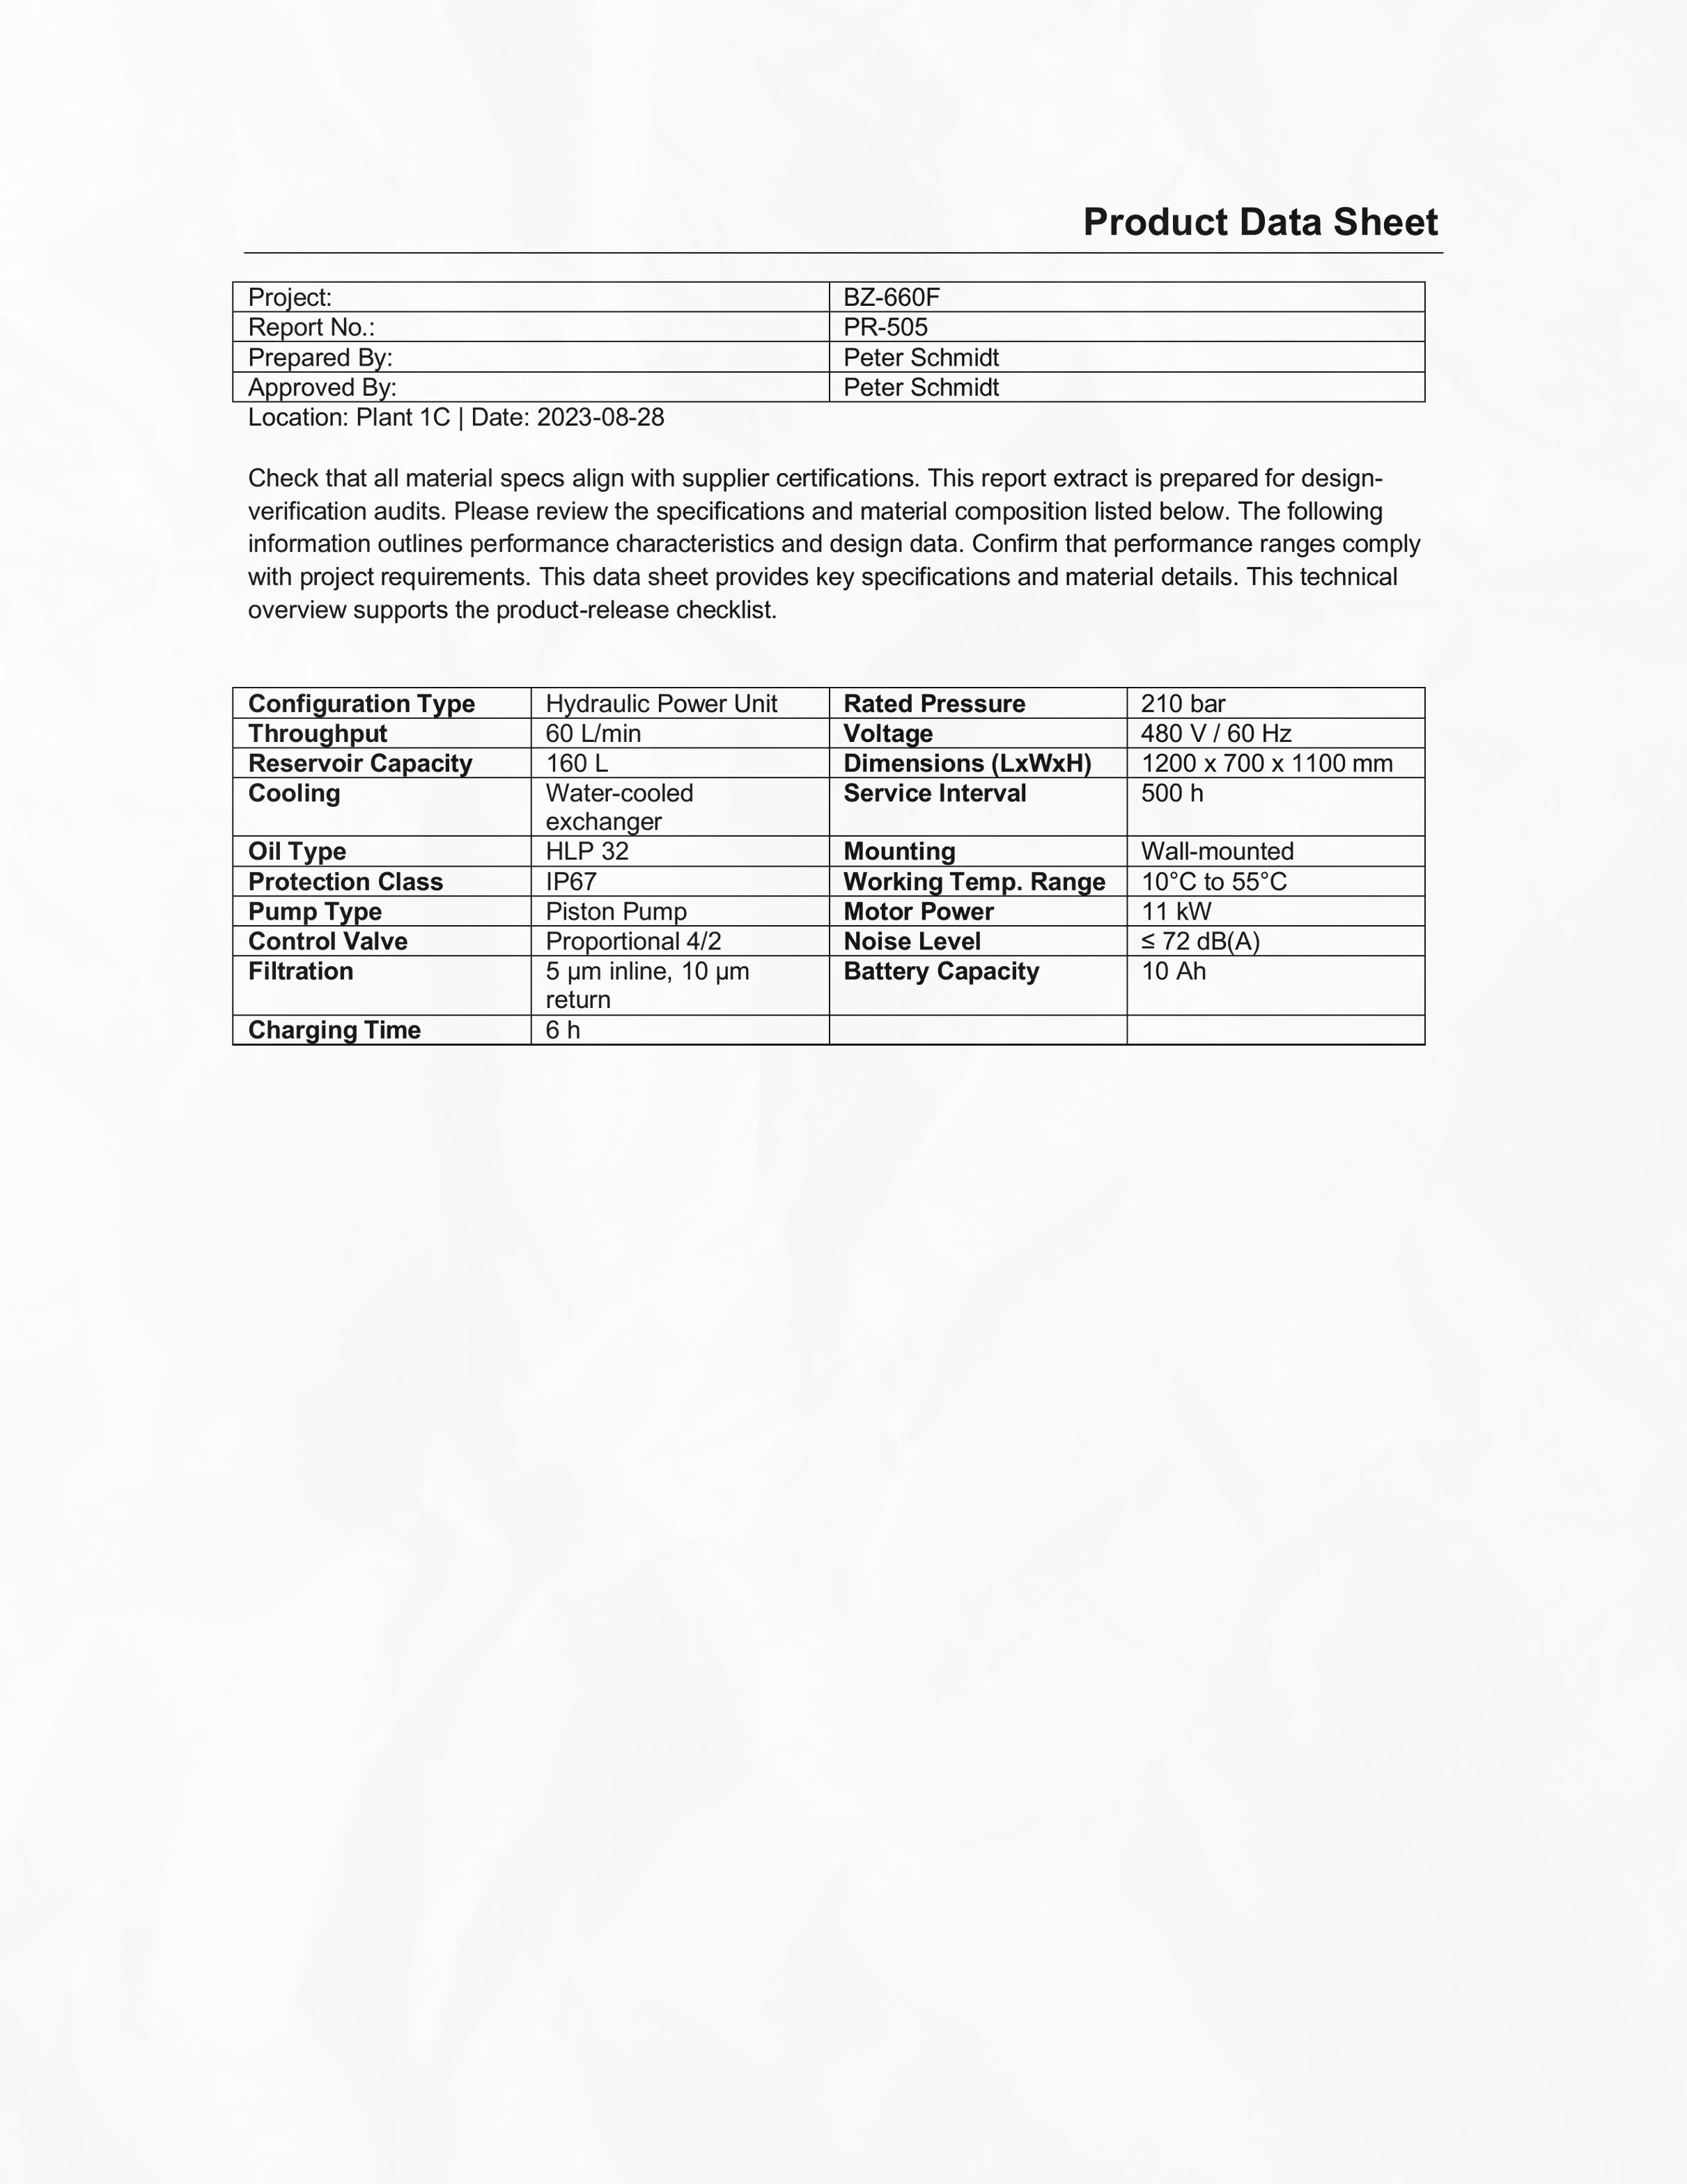 Product Data Sheet
Project: BZ-660F
Report No.: PR-505
Prepared By: Peter Schmidt
Approved By: Peter Schmidt
Location: Plant 1C | Date: 2023-08-28
Check that all material specs align with supplier certifications. This report extract is prepared for design-
verification audits. Please review the specifications and material composition listed below. The following
information outlines performance characteristics and design data. Confirm that performance ranges comply
with project requirements. This data sheet provides key specifications and material details. This technical
overview supports the product-release checklist.
Configuration Type Hydraulic Power Unit Rated Pressure 210 bar
Throughput 60 L/min Voltage 480 V / 60 Hz
Reservoir Capacity 160 L Dimensions (LxWxH) 1200 x 700 x 1100 mm
Cooling Water-cooled Service Interval 500 h
exchanger
Oil Type HLP 32 Mounting Wall-mounted
Protection Class IP67 Working Temp. Range 10°C to 55°C
Pump Type Piston Pump Motor Power 11 kW
Control Valve Proportional 4/2 Noise Level ≤ 72 dB(A)
Filtration 5 µm inline, 10 µm Battery Capacity 10 Ah
return
Charging Time 6 h